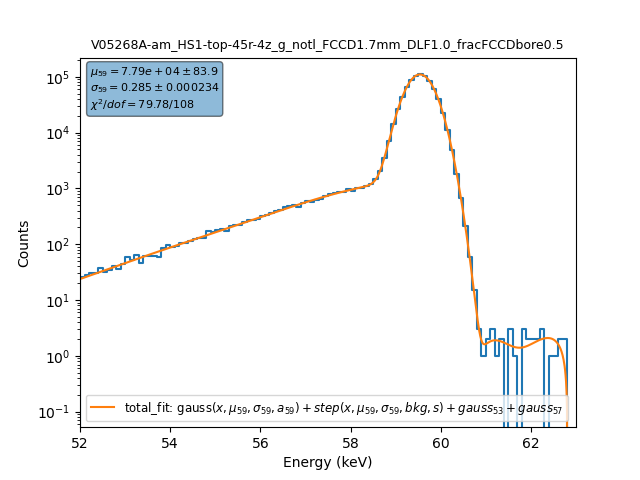 V05268A-am_HS1-top-45r-4z_g_notl_FCCD1.7mm_DLF1.0_fracFCCDbore0.5
μ₅₉ = 7.79e + 04 ± 83.9
σ₅₉ = 0.285 ± 0.000234
χ²/dof = 79.78/108
10⁵
10⁴
10³
10²
10¹
10⁰
10⁻¹
Counts
total_fit: gauss(x, μ₅₉, σ₅₉, a₅₉) + step(x, μ₅₉, σ₅₉, bkg, s) + gauss₅₃ + gauss₅₇
52 54 56 58 60 62
Energy (keV)